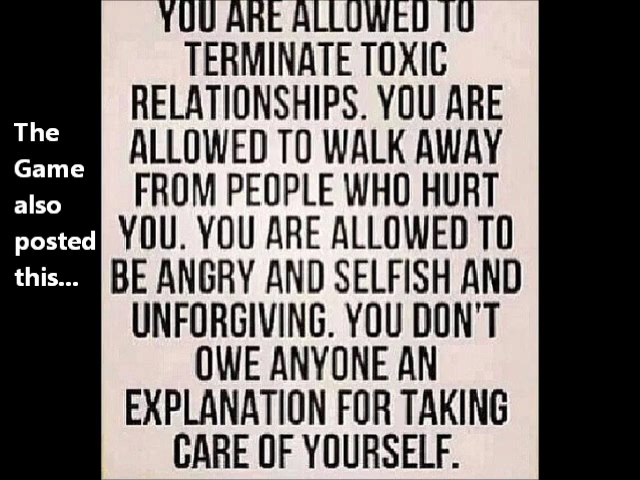 The
Game
also
posted
this...
YOU ARE ALLOWED TO
TERMINATE TOXIC
RELATIONSHIPS. YOU ARE
ALLOWED TO WALK AWAY
FROM PEOPLE WHO HURT
YOU. YOU ARE ALLOWED TO
BE ANGRY AND SELFISH AND
UNFORGIVING. YOU DON'T
OWE ANYONE AN
EXPLANATION FOR TAKING
CARE OF YOURSELF.